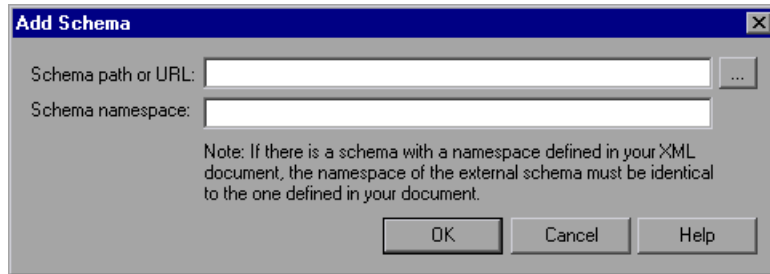 Add Schema
Schema path or URL:
...
Schema namespace:
Note: If there is a schema with a namespace defined in your XML
document, the namespace of the external schema must be identical
to the one defined in your document.
OK Cancel Help